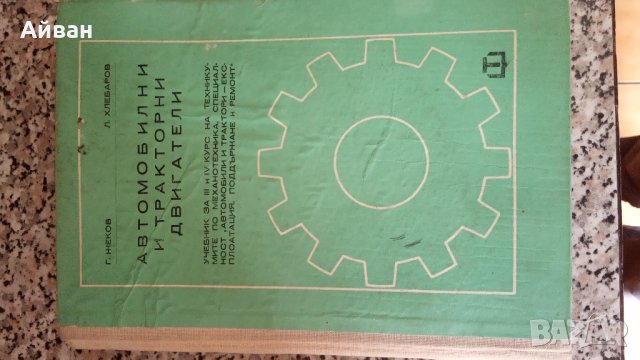 Айван
Г. НЕКОВ
Л. ХЛЕБАРОВ
АВТОМОБИЛНИ
И ТРАКТОРНИ
ДВИГАТЕЛИ
УЧЕБНИК ЗА III и IV КУРС НА ТЕХНИКУ-
МИТЕ ПО МЕХАНОТЕХНИКА, СПЕЦИАЛ-
НОСТ „АВТОМОБИЛИ И ТРАКТОРИ — ЕКС-
ПЛОАТАЦИЯ, ПОДДЪРЖАНЕ и РЕМОНТ“
BAZAR